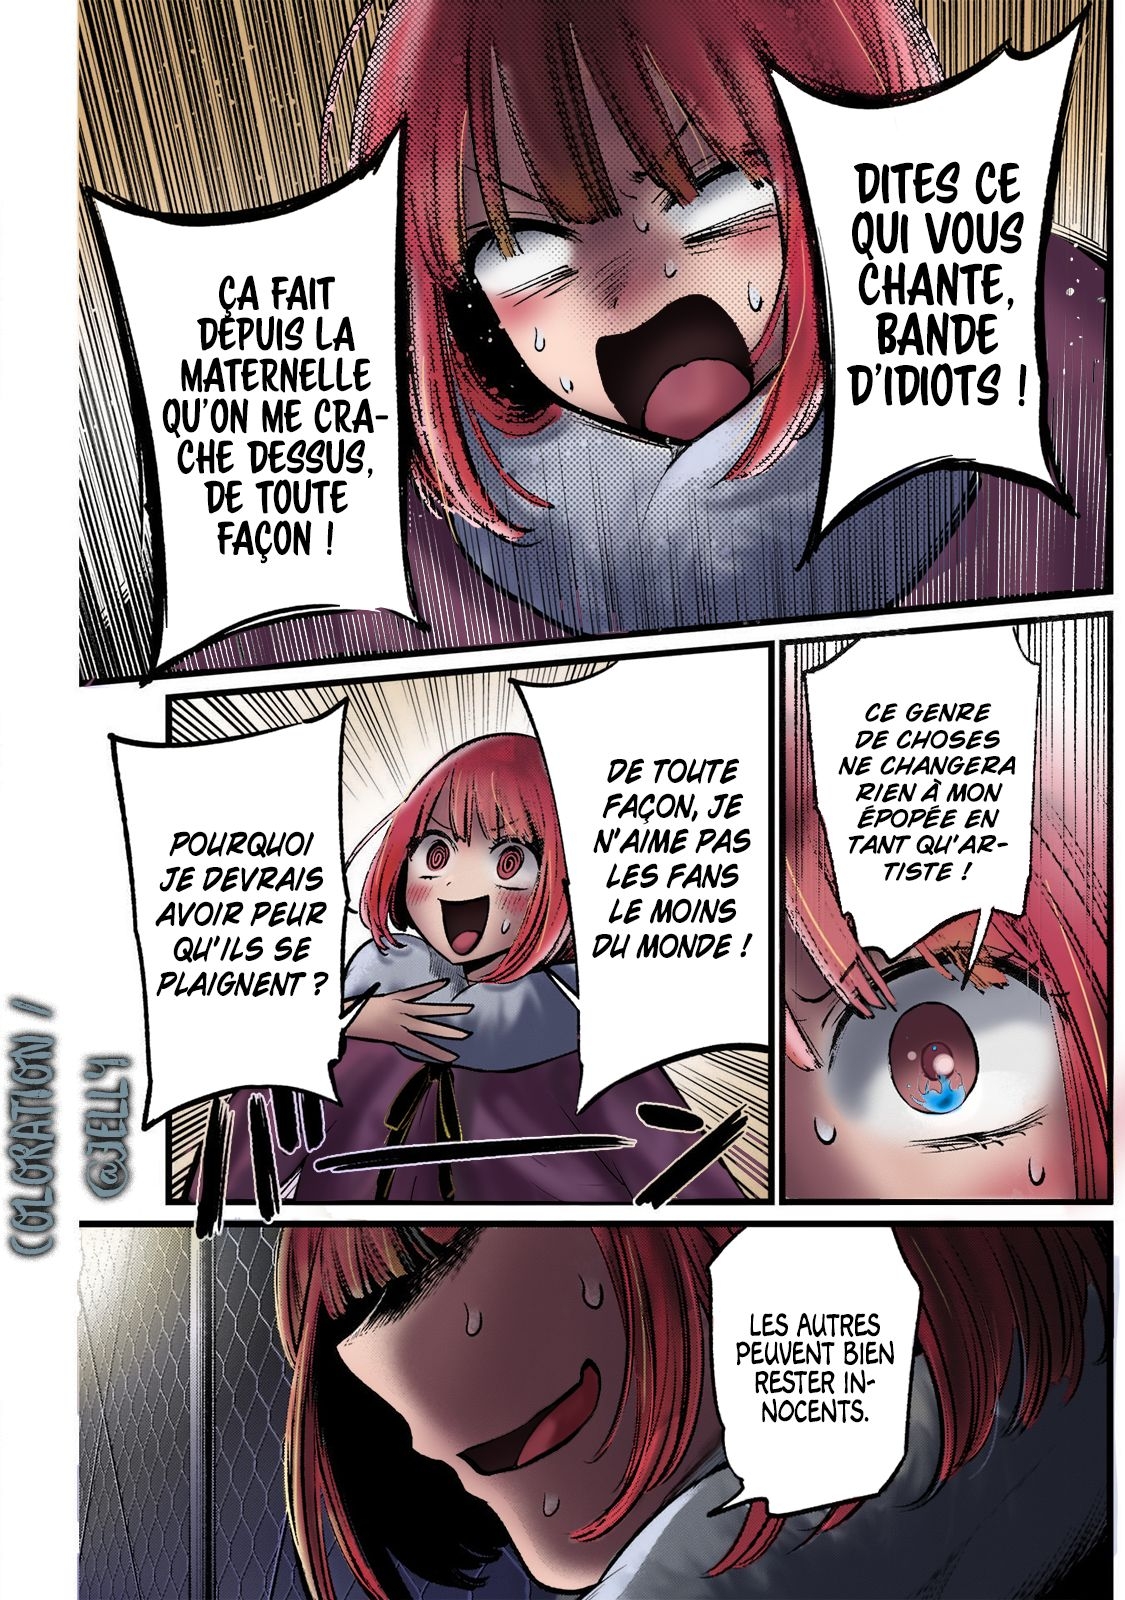 DITES CE
QUI VOUS
CHANTE,
BANDE
D'IDIOTS !
ÇA FAIT
DEPUIS LA
MATERNELLE
QU'ON ME CRA-
CHE DESSUS,
DE TOUTE
FAÇON !
CE GENRE
DE CHOSES
NE CHANGERA
RIEN À MON
ÉPOPÉE EN
TANT QU'AR-
TISTE !
DE TOUTE
FAÇON, JE
N'AIME PAS
LES FANS
LE MOINS
DU MONDE !
POURQUOI
JE DEVRAIS
AVOIR PEUR
QU'ILS SE
PLAIGNENT ?
LES AUTRES
PEUVENT BIEN
RESTER IN-
NOCENTS.
COLORATION /
@JELLY